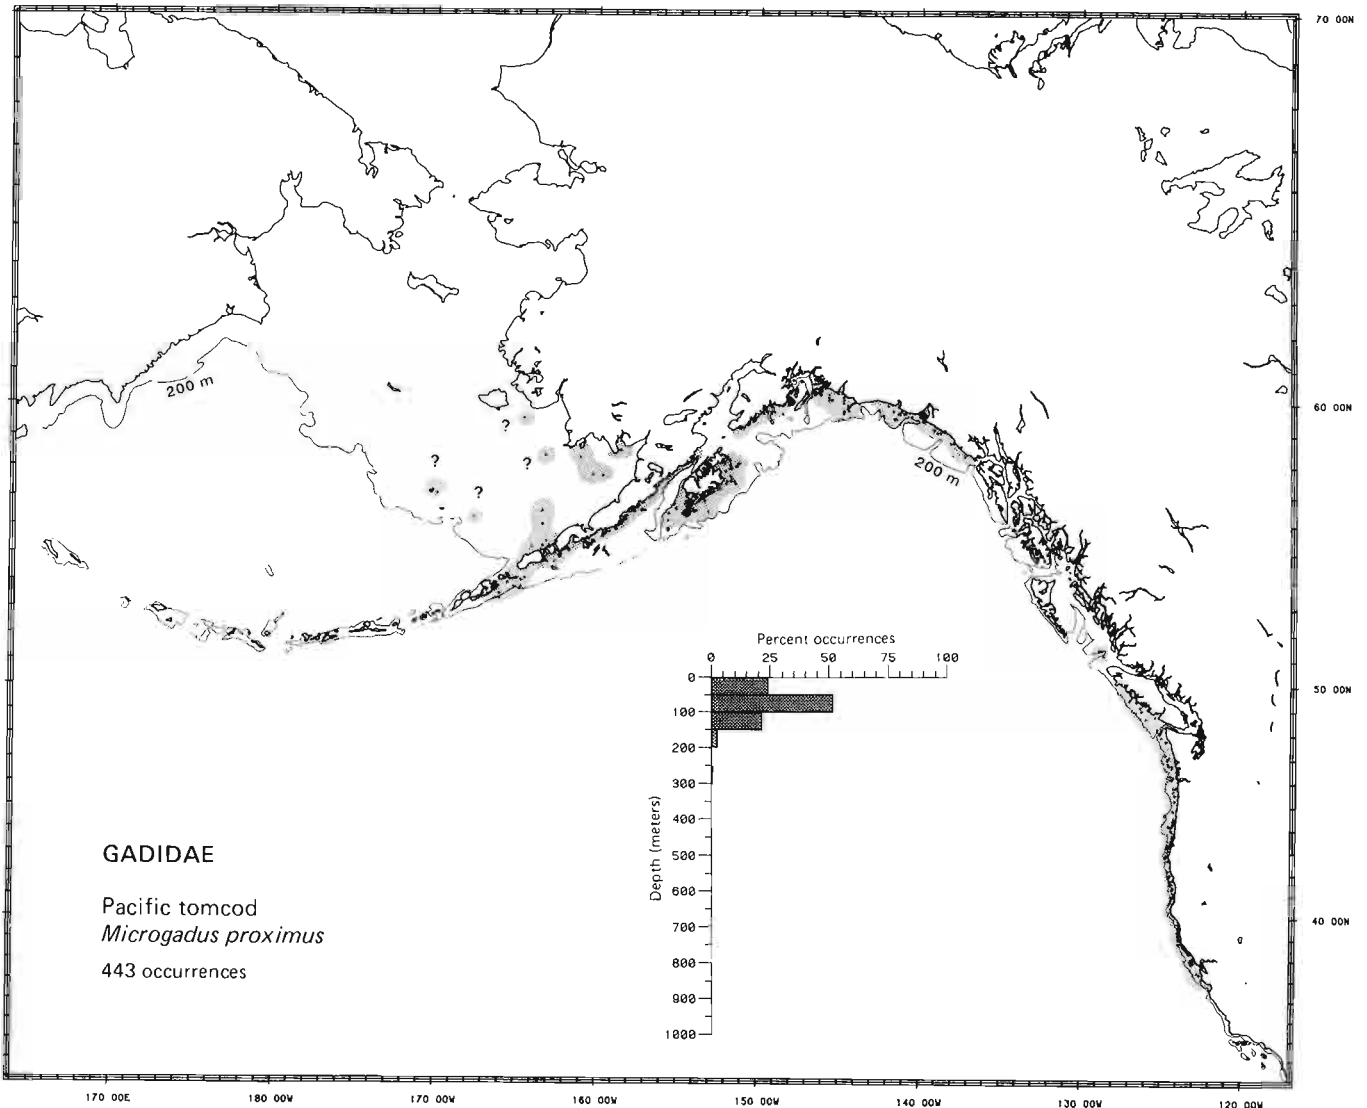 70 00N
200 m
60 00N
?
?
?
?
200 m
Percent occurrences
0 25 50 75 100
50 00N
0
100
200
300
400
500
600
700
800
900
1000
Depth (meters)
GADIDAE
Pacific tomcod
Microgadus proximus
443 occurrences
40 00N
170 00E 180 00W 170 00W 160 00W 150 00W 140 00W 130 00W 120 00W